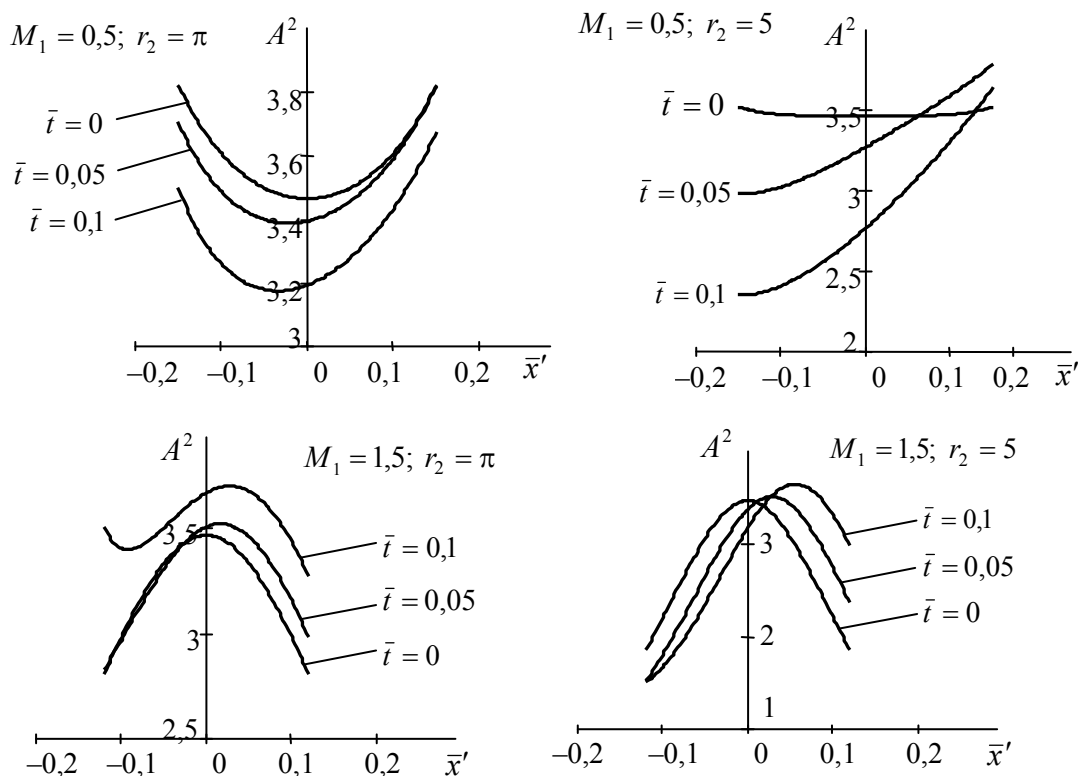 M₁ = 0,5; r₂ = π
A²
3,8
3,6
3,4
3,2
3
t̄ = 0
t̄ = 0,05
t̄ = 0,1
–0,2 –0,1 0 0,1 0,2 x̄′
M₁ = 0,5; r₂ = 5
A²
3,5
3
2,5
2
t̄ = 0
t̄ = 0,05
t̄ = 0,1
–0,2 –0,1 0 0,1 0,2 x̄′
A²
M₁ = 1,5; r₂ = π
3,5
3
2,5
t̄ = 0,1
t̄ = 0,05
t̄ = 0
–0,2 –0,1 0 0,1 0,2 x̄′
A²
M₁ = 1,5; r₂ = 5
3
2
1
t̄ = 0,1
t̄ = 0,05
t̄ = 0
–0,2 –0,1 0 0,1 0,2 x̄′